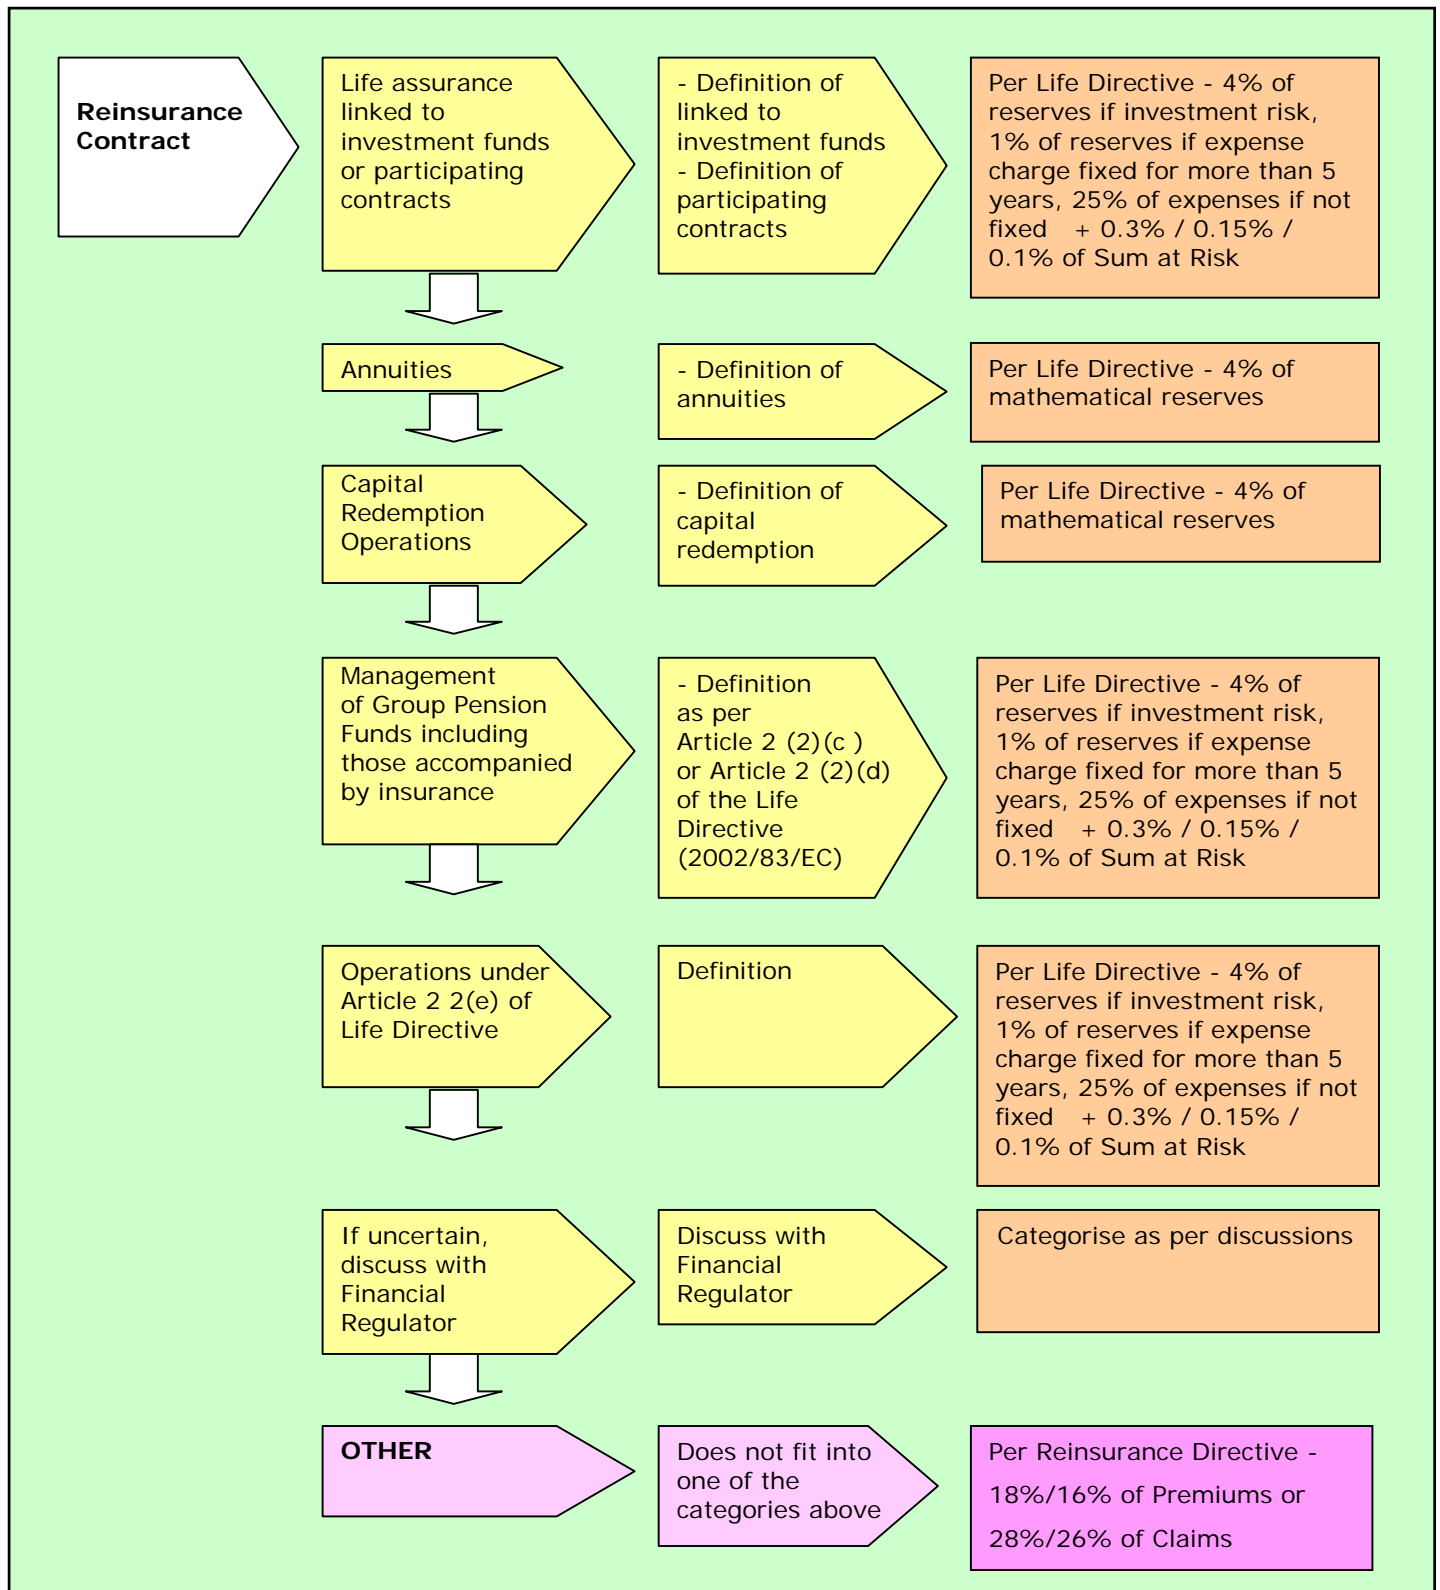 Reinsurance
Contract
Life assurance
linked to
investment funds
or participating
contracts
- Definition of
linked to
investment funds
- Definition of
participating
contracts
Per Life Directive - 4% of
reserves if investment risk,
1% of reserves if expense
charge fixed for more than 5
years, 25% of expenses if not
fixed + 0.3% / 0.15% /
0.1% of Sum at Risk
Annuities
- Definition of
annuities
Per Life Directive - 4% of
mathematical reserves
Capital
Redemption
Operations
- Definition of
capital
redemption
Per Life Directive - 4% of
mathematical reserves
Management
of Group Pension
Funds including
those accompanied
by insurance
- Definition
as per
Article 2 (2)(c )
or Article 2 (2)(d)
of the Life
Directive
(2002/83/EC)
Per Life Directive - 4% of
reserves if investment risk,
1% of reserves if expense
charge fixed for more than 5
years, 25% of expenses if not
fixed + 0.3% / 0.15% /
0.1% of Sum at Risk
Operations under
Article 2 2(e) of
Life Directive
Definition
Per Life Directive - 4% of
reserves if investment risk,
1% of reserves if expense
charge fixed for more than 5
years, 25% of expenses if not
fixed + 0.3% / 0.15% /
0.1% of Sum at Risk
If uncertain,
discuss with
Financial
Regulator
Discuss with
Financial
Regulator
Categorise as per discussions
OTHER
Does not fit into
one of the
categories above
Per Reinsurance Directive -
18%/16% of Premiums or
28%/26% of Claims